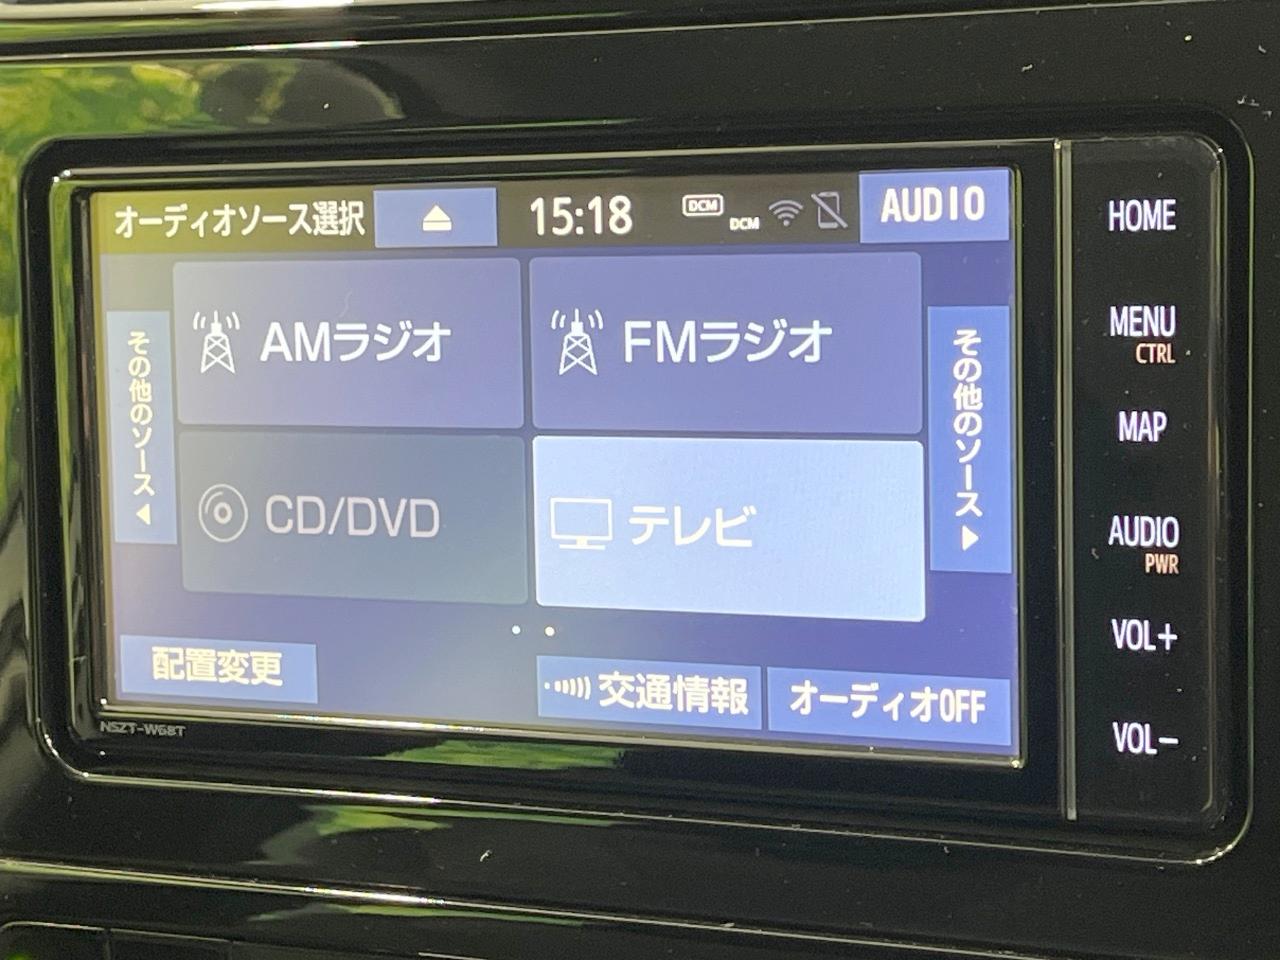 オーディオソース選択
15:18
DCM
DCM
AUDIO
その他のソース
AMラジオ
FMラジオ
その他のソース
CD/DVD
テレビ
配置変更
交通情報
オーディオOFF
NSZT-W68T
HOME
MENU
CTRL
MAP
AUDIO
PWR
VOL+
VOL-